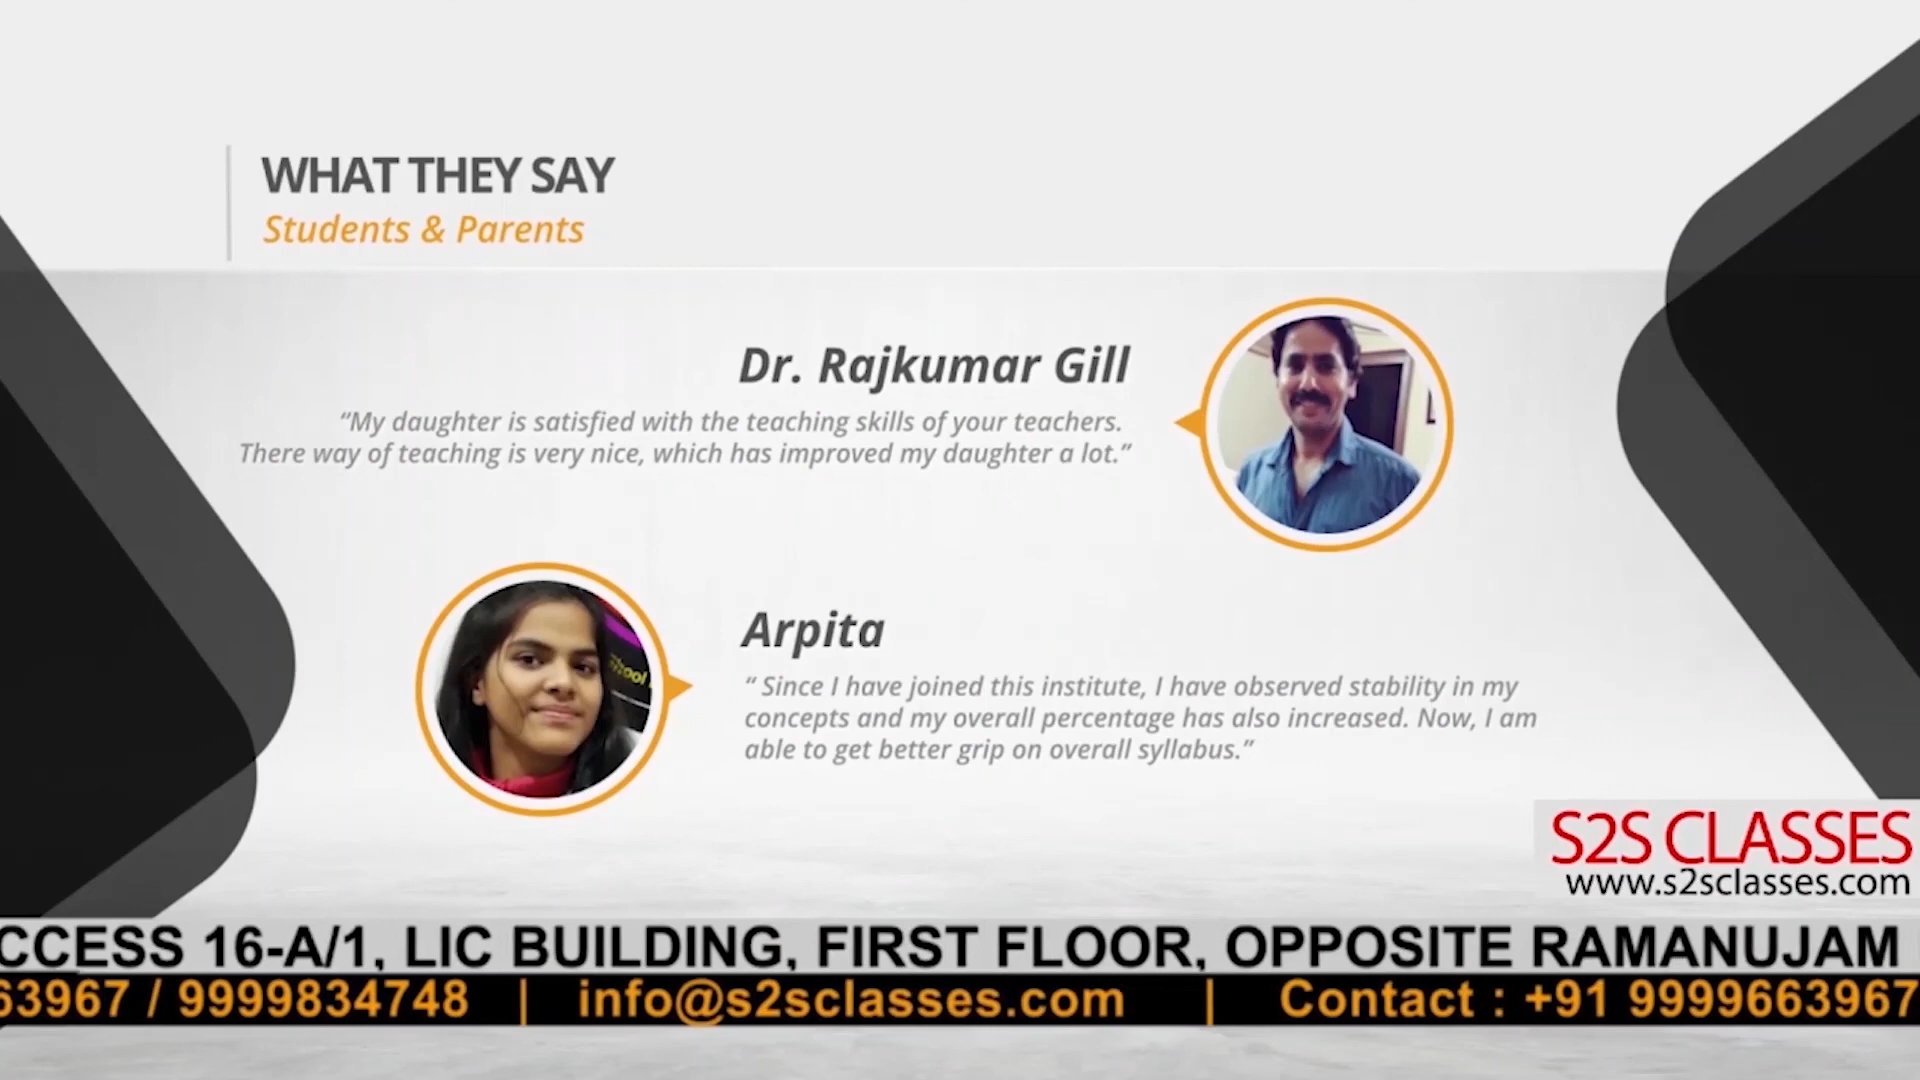 WHAT THEY SAY
Students & Parents
Dr. Rajkumar Gill
“My daughter is satisfied with the teaching skills of your teachers.
There way of teaching is very nice, which has improved my daughter a lot.”
Arpita
“ Since I have joined this institute, I have observed stability in my
concepts and my overall percentage has also increased. Now, I am
able to get better grip on overall syllabus.”
S2S CLASSES
www.s2sclasses.com
CCESS 16-A/1, LIC BUILDING, FIRST FLOOR, OPPOSITE RAMANUJAM
63967 / 9999834748 | info@s2sclasses.com | Contact : +91 9999663967